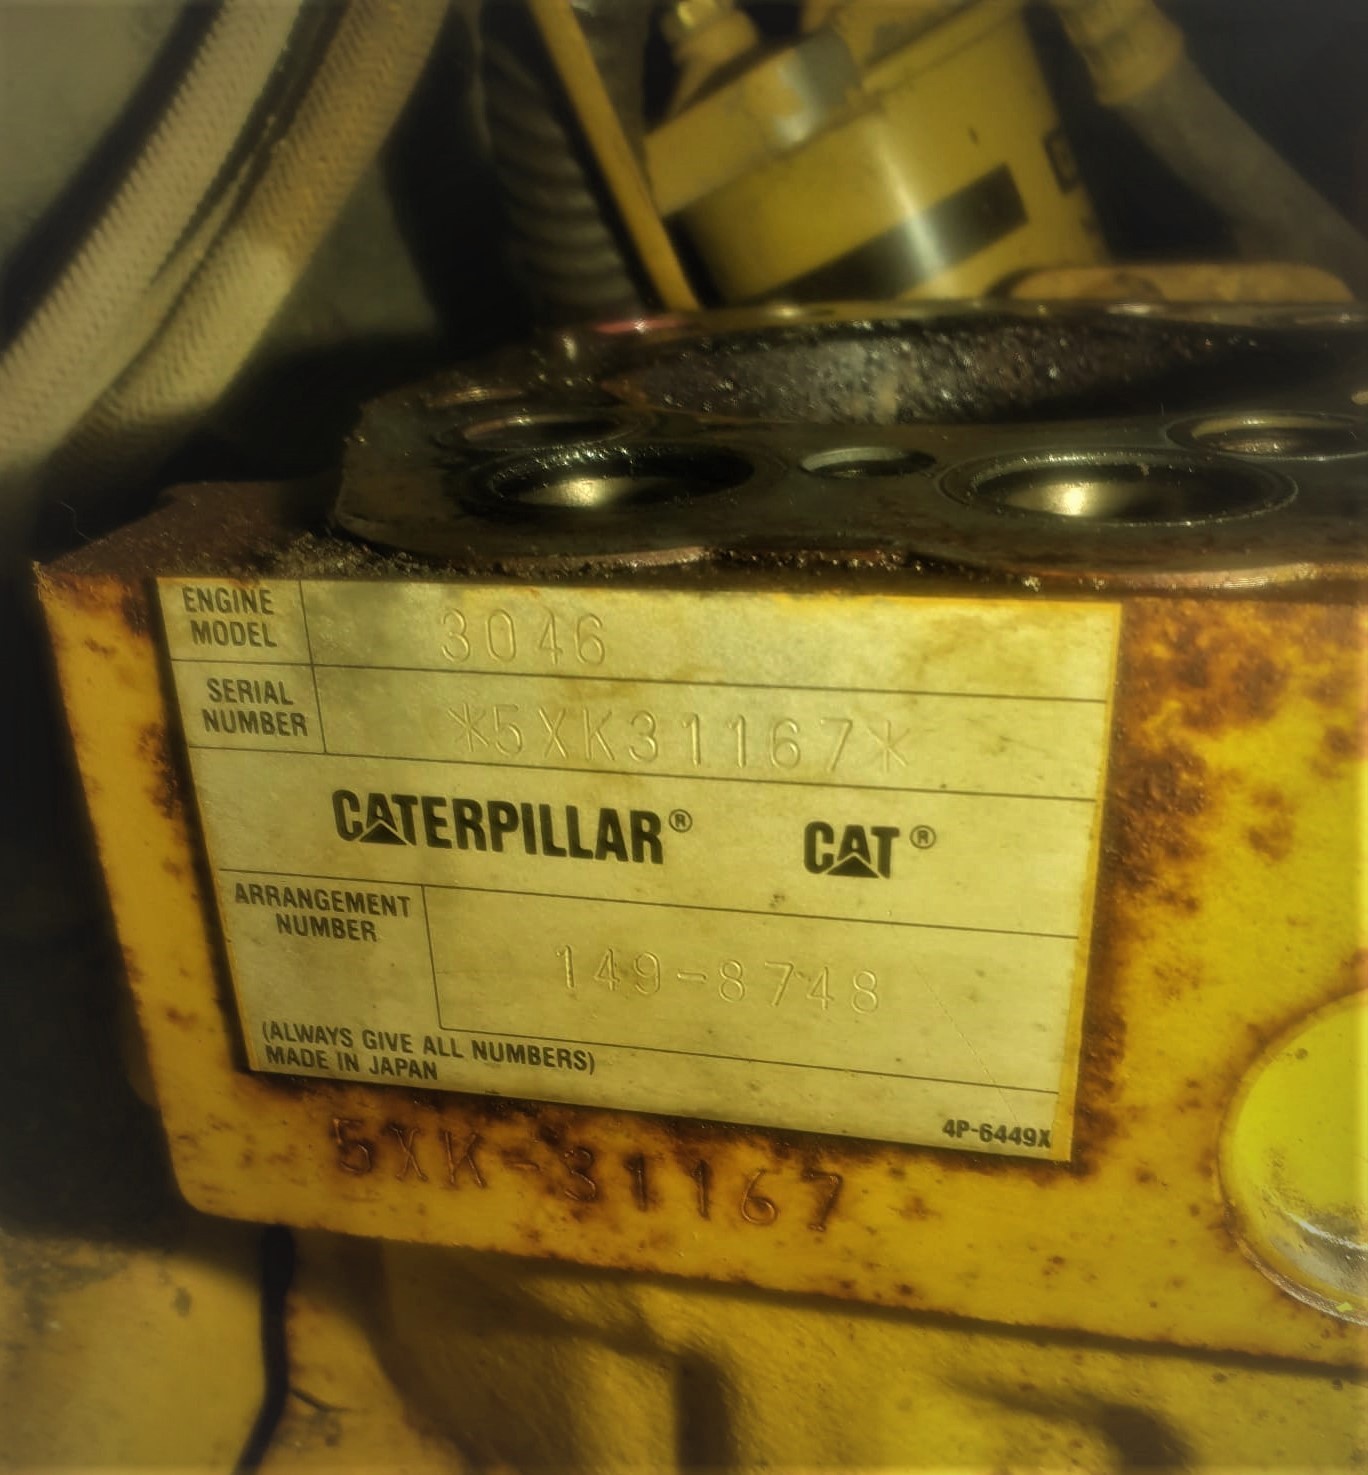 ENGINE
MODEL
3046
SERIAL
NUMBER
*5XK31167*
CATERPILLAR® CAT®
ARRANGEMENT
NUMBER
149-8748
(ALWAYS GIVE ALL NUMBERS)
MADE IN JAPAN
4P-6449X
5XK-31167